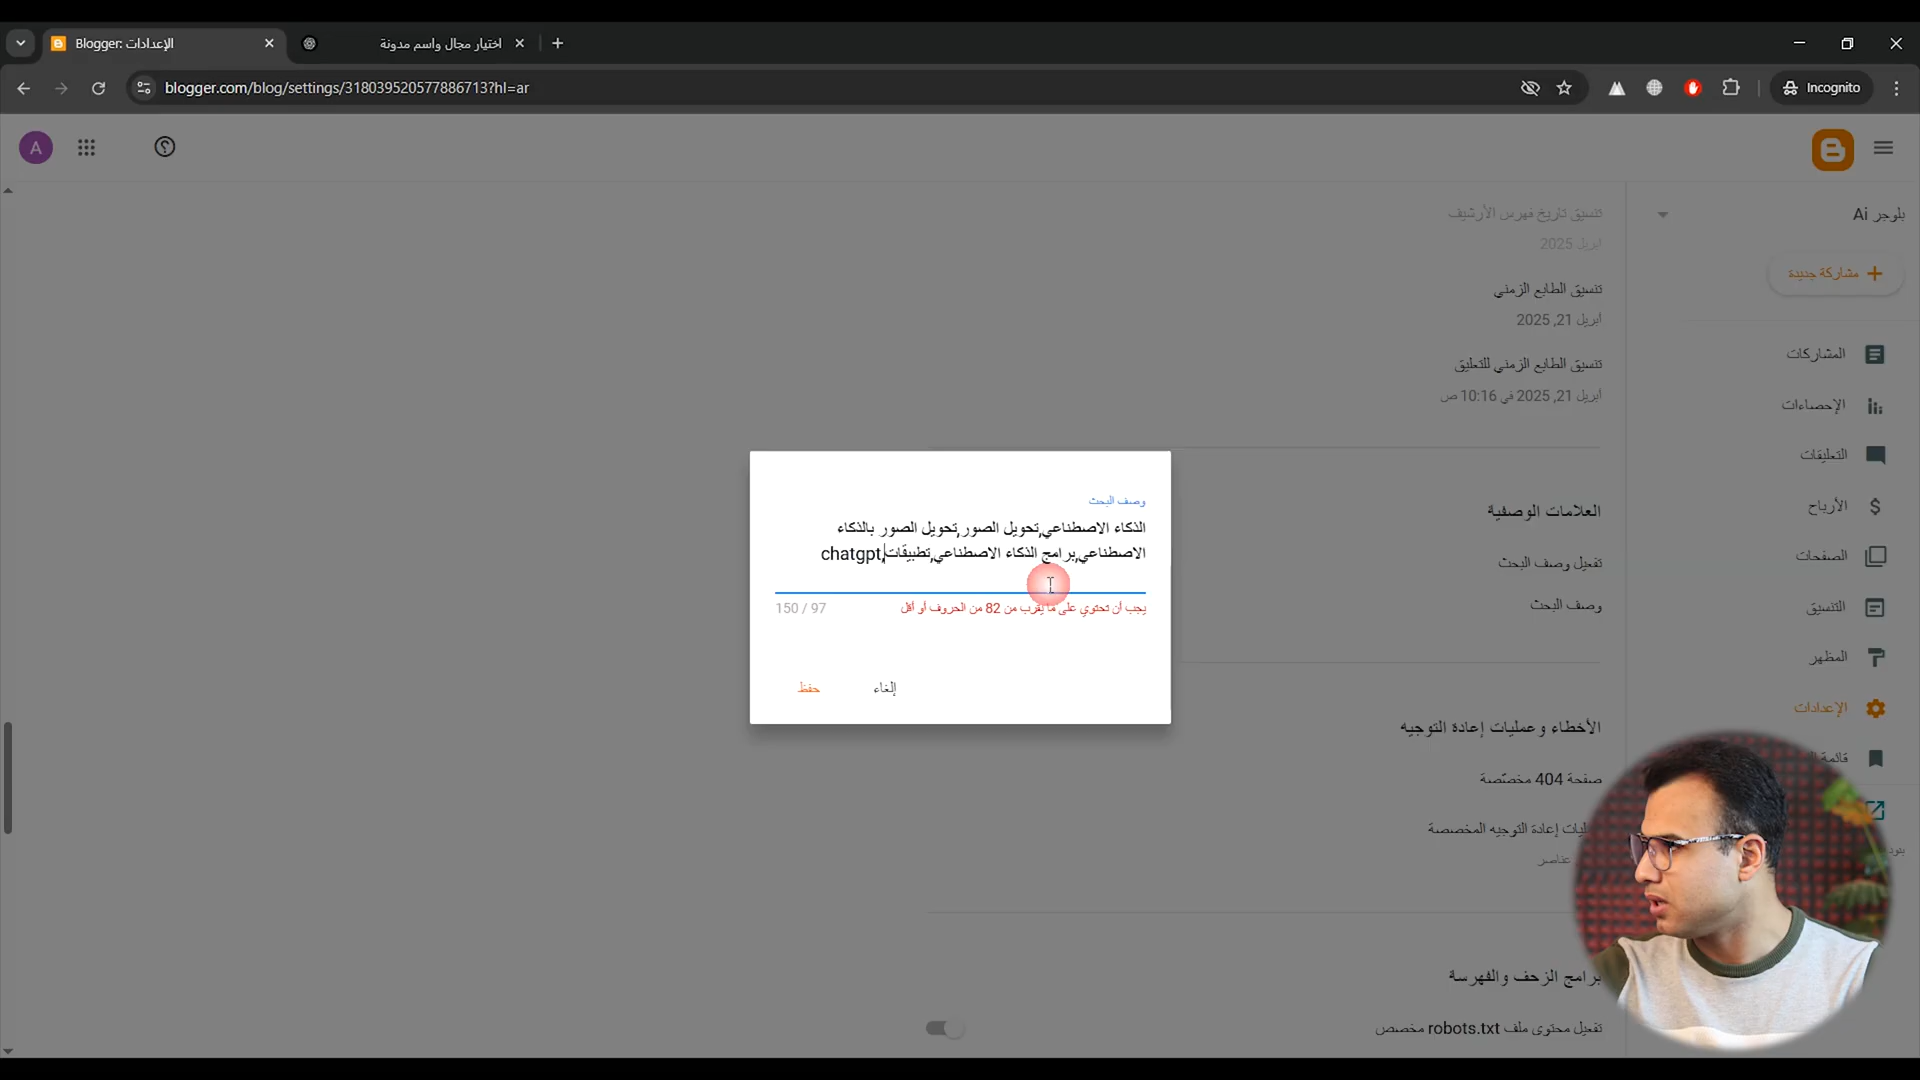 Blogger: الإعدادات
اختيار مجال واسم مدونة
blogger.com/blog/settings/318039520577886713?hl=ar
Incognito
A
بلوجر Ai
مشاركة جديدة
المشاركات
الإحصاءات
التعليقات
الأرباح
الصفحات
التنسيق
المظهر
الإعدادات
قائمة
تنسيق تاريخ فهرس الأرشيف
أبريل 2025
تنسيق الطابع الزمني
أبريل 21, 2025
تنسيق الطابع الزمني للتعليق
أبريل 21, 2025 في 10:16 ص
العلامات الوصفية
تفعيل وصف البحث
وصف البحث
الأخطاء وعمليات إعادة التوجيه
صفحة 404 مخصّصة
إعادة التوجيه المخصصة
عناصر
برامج الزحف والفهرسة
تفعيل محتوى ملف robots.txt مخصص
وصف البحث
الذكاء الاصطناعي,تحويل الصور,تحويل الصور بالذكاء
الاصطناعي,برامج الذكاء الاصطناعي,تطبيقات,chatgpt
يجب أن تحتوي على ما يقرب من 82 من الحروف أو أقل
150 / 97
إلغاء
حفظ